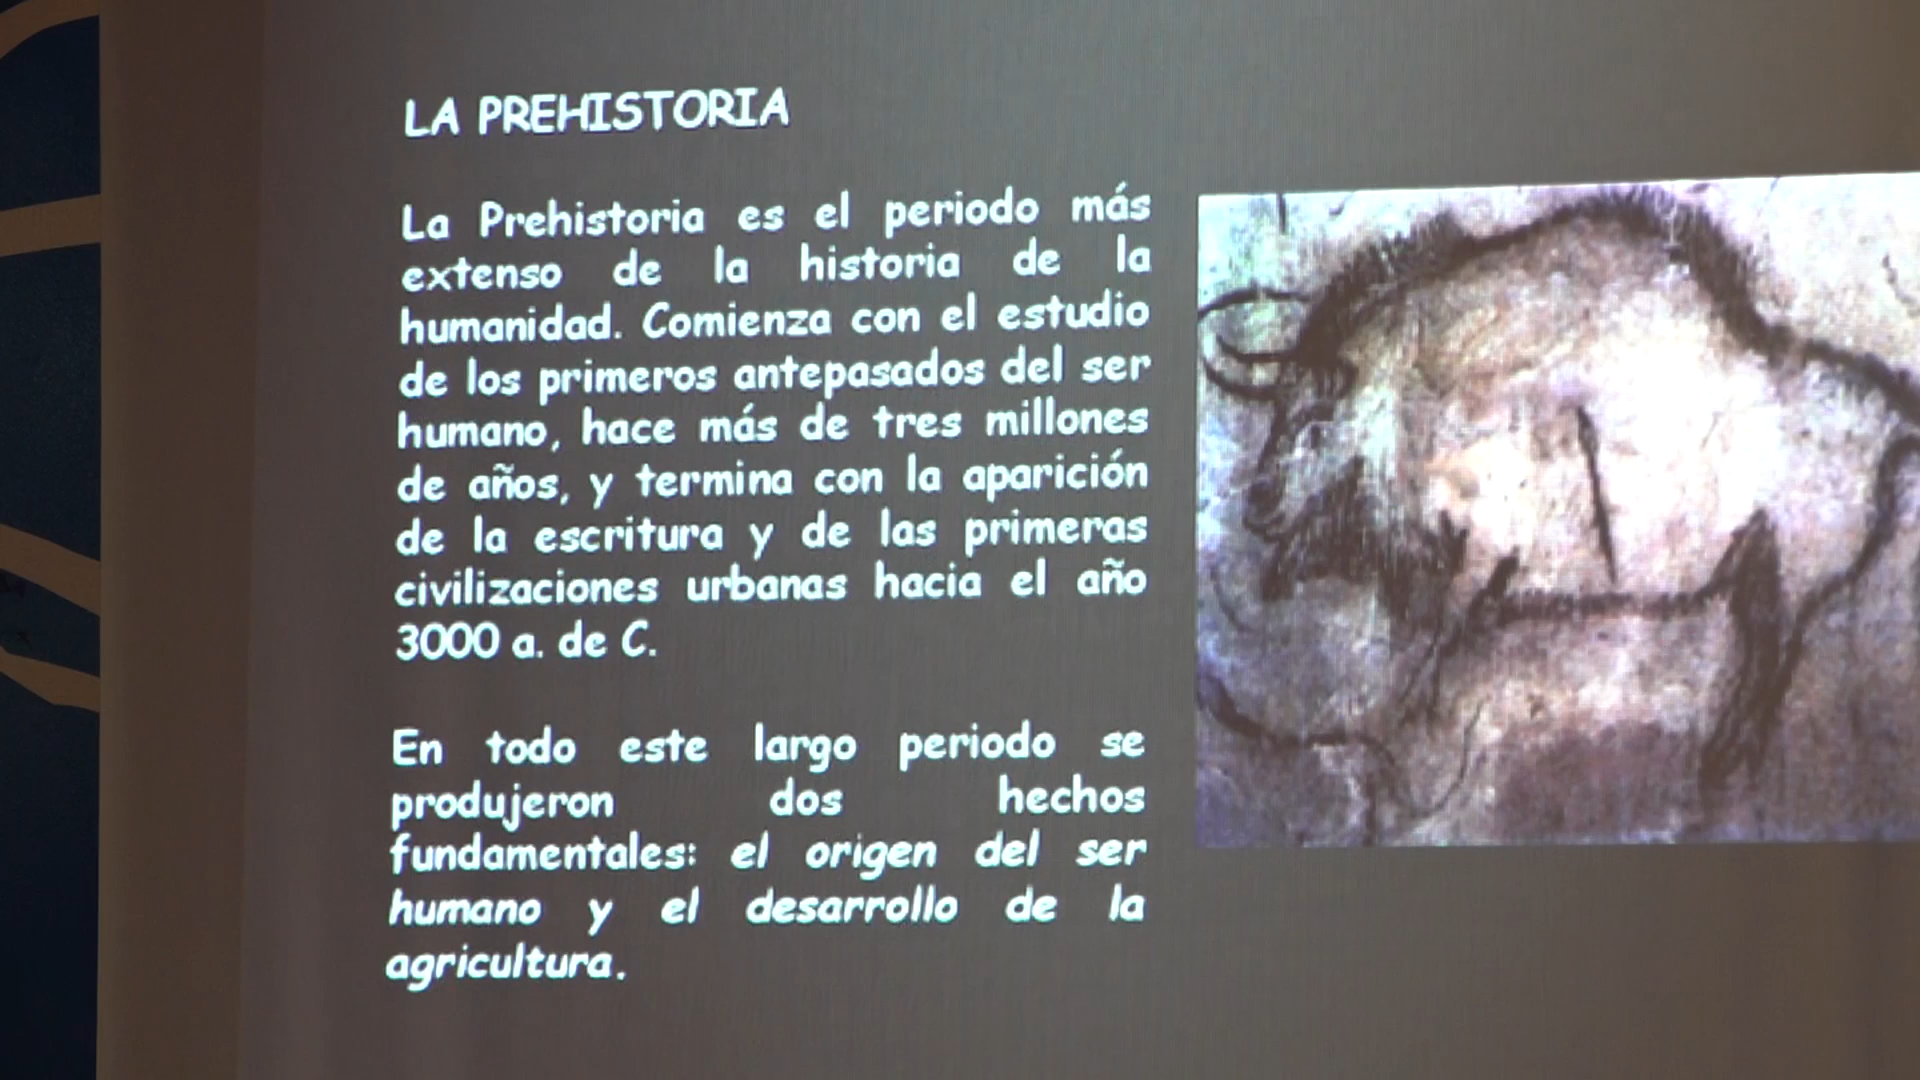 LA PREHISTORIA
La Prehistoria es el periodo más
extenso de la historia de la
humanidad. Comienza con el estudio
de los primeros antepasados del ser
humano, hace más de tres millones
de años, y termina con la aparición
de la escritura y de las primeras
civilizaciones urbanas hacia el año
3000 a. de C.
En todo este largo periodo se
produjeron dos hechos
fundamentales: el origen del ser
humano y el desarrollo de la
agricultura.